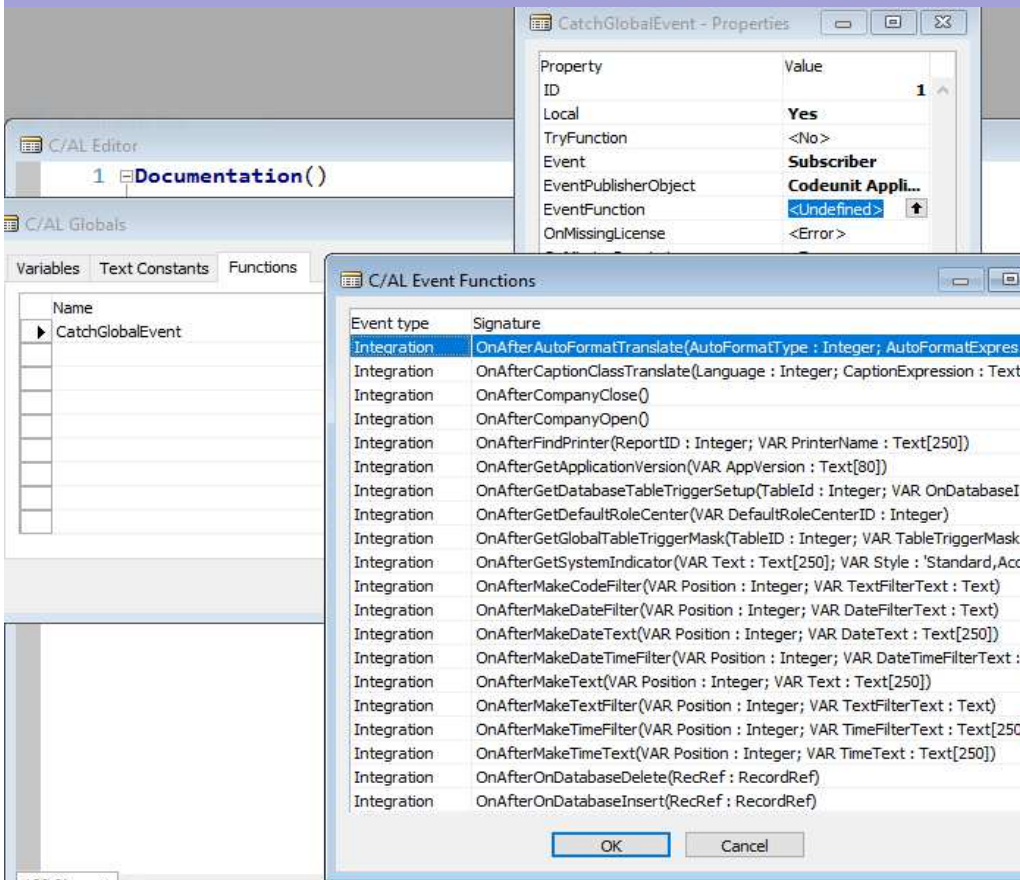 CatchGlobalEvent - Properties
Property Value
ID 1
Local Yes
TryFunction <No>
Event Subscriber
EventPublisherObject Codeunit Appli...
EventFunction <Undefined>
OnMissingLicense <Error>
C/AL Editor
1 Documentation()
C/AL Globals
Variables Text Constants Functions
Name
CatchGlobalEvent
C/AL Event Functions
Event type Signature
Integration OnAfterAutoFormatTranslate(AutoFormatType : Integer; AutoFormatExpres
Integration OnAfterCaptionClassTranslate(Language : Integer; CaptionExpression : Text
Integration OnAfterCompanyClose()
Integration OnAfterCompanyOpen()
Integration OnAfterFindPrinter(ReportID : Integer; VAR PrinterName : Text[250])
Integration OnAfterGetApplicationVersion(VAR AppVersion : Text[80])
Integration OnAfterGetDatabaseTableTriggerSetup(TableId : Integer; VAR OnDatabaseI
Integration OnAfterGetDefaultRoleCenter(VAR DefaultRoleCenterID : Integer)
Integration OnAfterGetGlobalTableTriggerMask(TableID : Integer; VAR TableTriggerMask
Integration OnAfterGetSystemIndicator(VAR Text : Text[250]; VAR Style : 'Standard,Acc
Integration OnAfterMakeCodeFilter(VAR Position : Integer; VAR TextFilterText : Text)
Integration OnAfterMakeDateFilter(VAR Position : Integer; VAR DateFilterText : Text)
Integration OnAfterMakeDateText(VAR Position : Integer; VAR DateText : Text[250])
Integration OnAfterMakeDateTimeFilter(VAR Position : Integer; VAR DateTimeFilterText :
Integration OnAfterMakeText(VAR Position : Integer; VAR Text : Text[250])
Integration OnAfterMakeTextFilter(VAR Position : Integer; VAR TextFilterText : Text)
Integration OnAfterMakeTimeFilter(VAR Position : Integer; VAR TimeFilterText : Text[250
Integration OnAfterMakeTimeText(VAR Position : Integer; VAR TimeText : Text[250])
Integration OnAfterOnDatabaseDelete(RecRef : RecordRef)
Integration OnAfterOnDatabaseInsert(RecRef : RecordRef)
OK Cancel